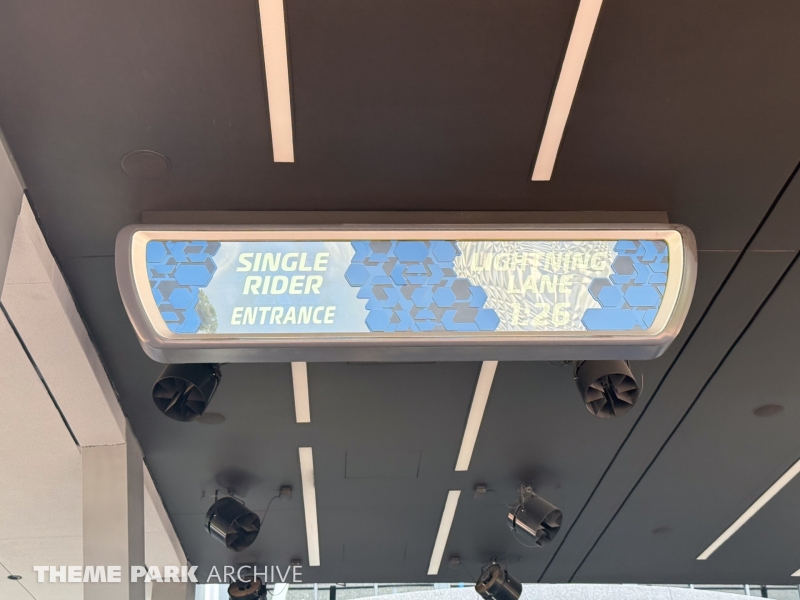 SINGLE
RIDER
ENTRANCE
LIGHTNING
LANE
1:26
THEME PARK ARCHIVE